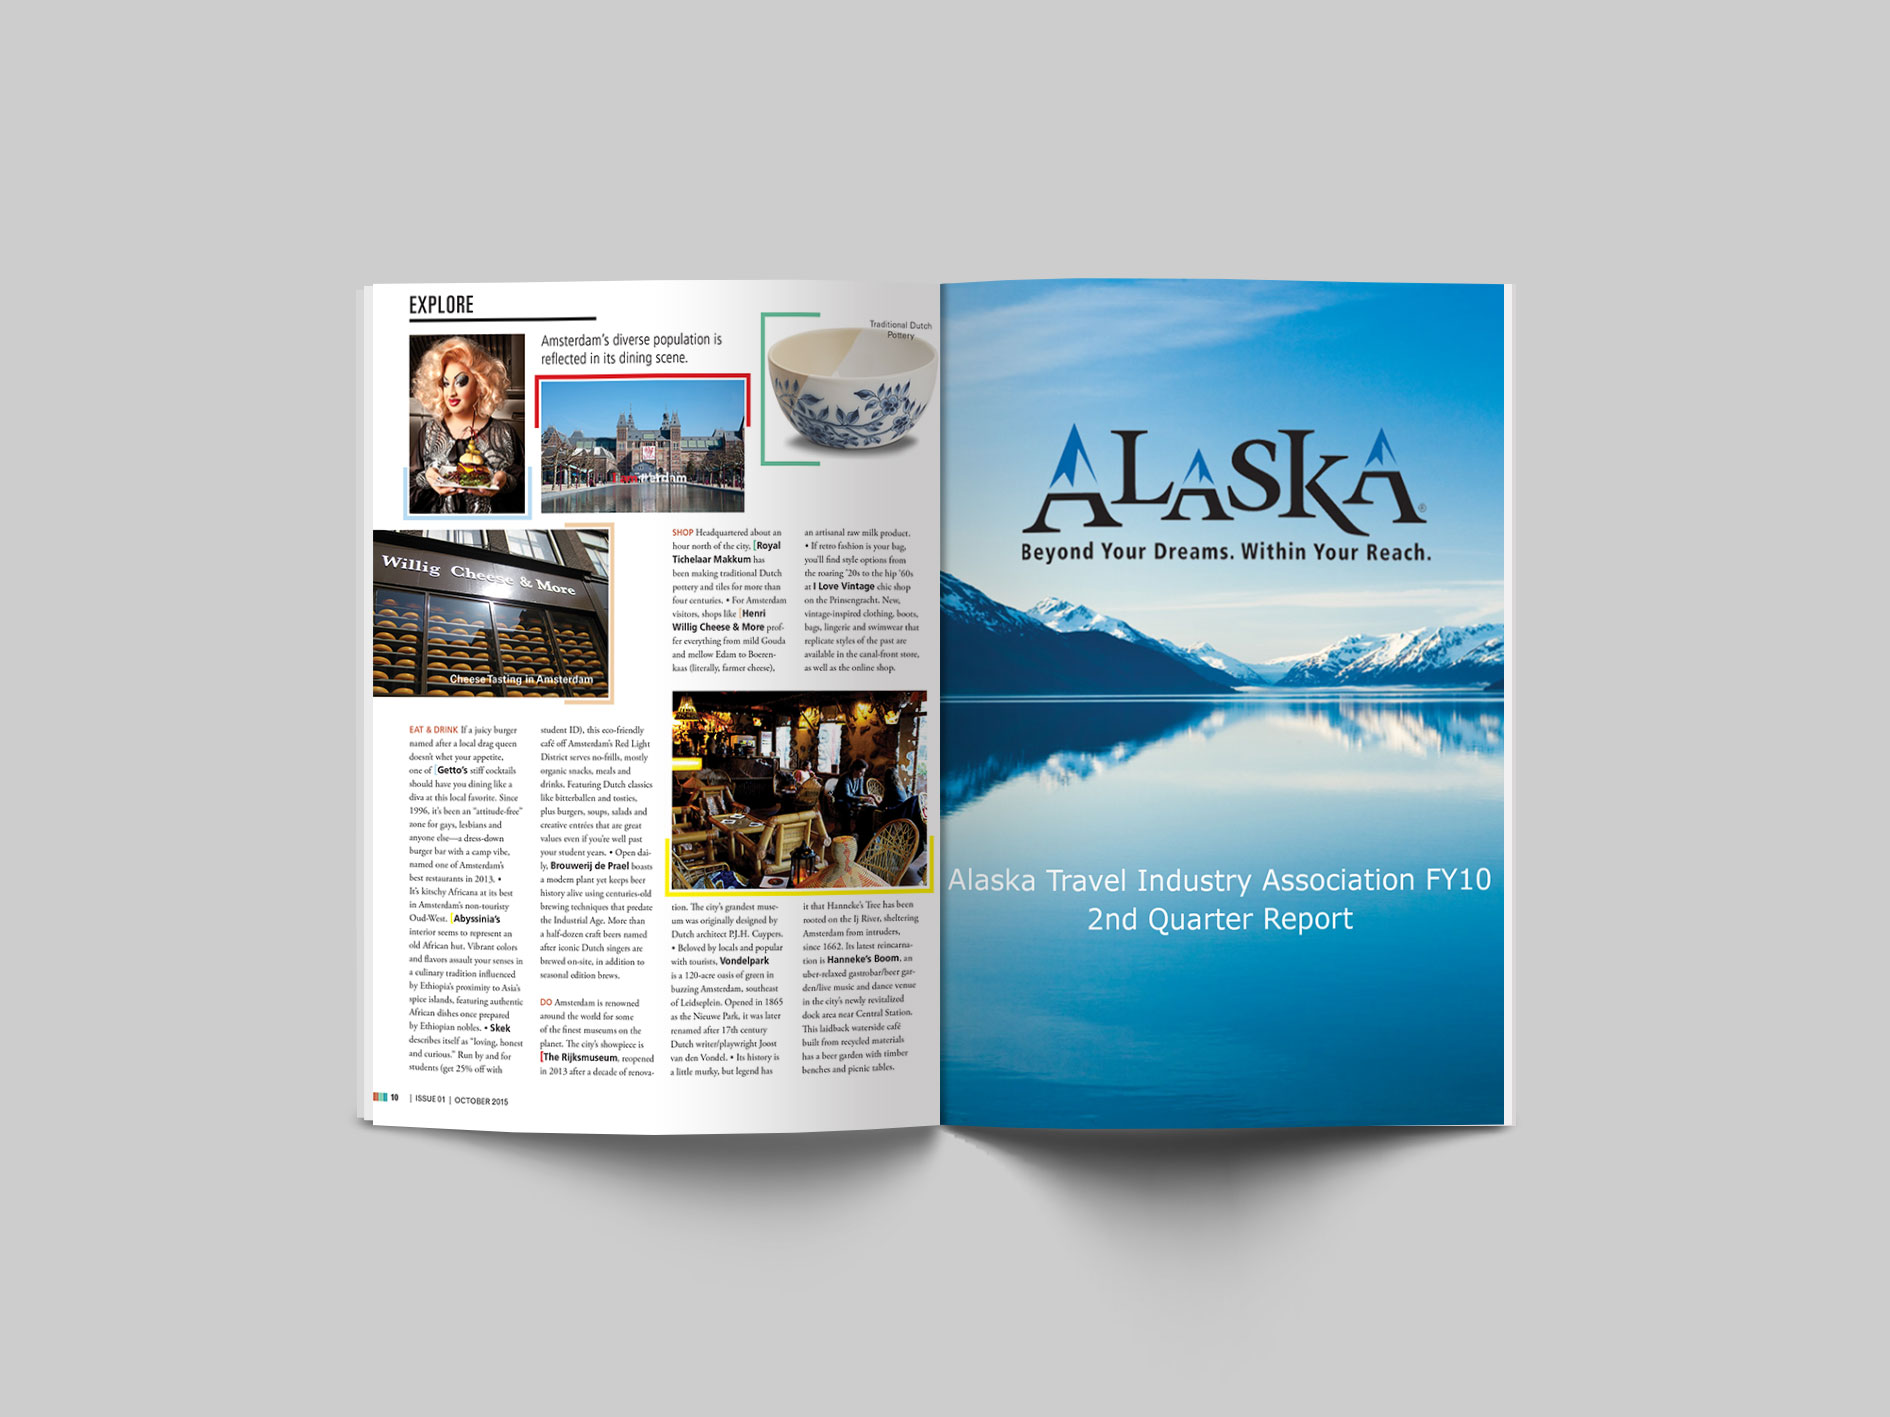 EXPLORE
Amsterdam's diverse population is
reflected in its dining scene.
Traditional Dutch
Pottery
Willig Cheese & More
Cheese Tasting in Amsterdam
SHOP Headquartered about an
hour north of the city, [Royal
Tichelaar Makkum has
been making traditional Dutch
pottery and tiles for more than
four centuries. • For Amsterdam
visitors, shops like [Henri
Willig Cheese & More prof-
fer everything from mild Gouda
and mellow Edam to Boeren-
kaas (literally, farmer cheese),
an artisanal raw milk product.
• If retro fashion is your bag,
you'll find style options from
the roaring '20s to the hip '60s
at I Love Vintage chic shop
on the Prinsengracht. New,
vintage-inspired clothing, boots,
bags, lingerie and swimwear that
replicate styles of the past are
available in the canal-front store,
as well as the online shop.
EAT & DRINK If a juicy burger
named after a local drag queen
doesn't whet your appetite,
one of [Getto's stiff cocktails
should have you dining like a
diva at this local favorite. Since
1996, it's been an "attitude-free"
zone for gays, lesbians and
anyone else—a dress-down
burger bar with a camp vibe,
named one of Amsterdam's
best restaurants in 2013. •
It's kitschy Africana at its best
in Amsterdam's non-touristy
Oud-West. [Abyssinia's
interior seems to represent an
old African hut. Vibrant colors
and flavors assault your senses in
a culinary tradition influenced
by Ethiopia's proximity to Asia's
spice islands, featuring authentic
African dishes once prepared
by Ethiopian nobles. • Skek
describes itself as "loving, honest
and curious." Run by and for
students (get 25% off with
student ID), this eco-friendly
café off Amsterdam's Red Light
District serves no-frills, mostly
organic snacks, meals and
drinks. Featuring Dutch classics
like bitterballen and tosties,
plus burgers, soups, salads and
creative entrées that are great
values even if you're well past
your student years. • Open dai-
ly, Brouwerij de Prael boasts
a modern plant yet keeps beer
history alive using centuries-old
brewing techniques that predate
the Industrial Age. More than
a half-dozen craft beers named
after iconic Dutch singers are
brewed on-site, in addition to
seasonal edition brews.
DO Amsterdam is renowned
around the world for some
of the finest museums on the
planet. The city's showpiece is
[The Rijksmuseum, reopened
in 2013 after a decade of renova-
tion. The city's grandest muse-
um was originally designed by
Dutch architect P.J.H. Cuypers.
• Beloved by locals and popular
with tourists, Vondelpark
is a 120-acre oasis of green in
buzzing Amsterdam, southeast
of Leidseplein. Opened in 1865
as the Nieuwe Park, it was later
renamed after 17th century
Dutch writer/playwright Joost
van den Vondel. • Its history is
a little murky, but legend has
it that Hanneke's Tree has been
rooted on the Ij River, sheltering
Amsterdam from intruders,
since 1662. Its latest reincarna-
tion is Hanneke's Boom, an
uber-relaxed gastrobar/beer gar-
den/live music and dance venue
in the city's newly revitalized
dock area near Central Station.
This laidback waterside café
built from recycled materials
has a beer garden with timber
benches and picnic tables.
10 | ISSUE 01 | OCTOBER 2015
ALASKA®
Beyond Your Dreams. Within Your Reach.
Alaska Travel Industry Association FY10
2nd Quarter Report